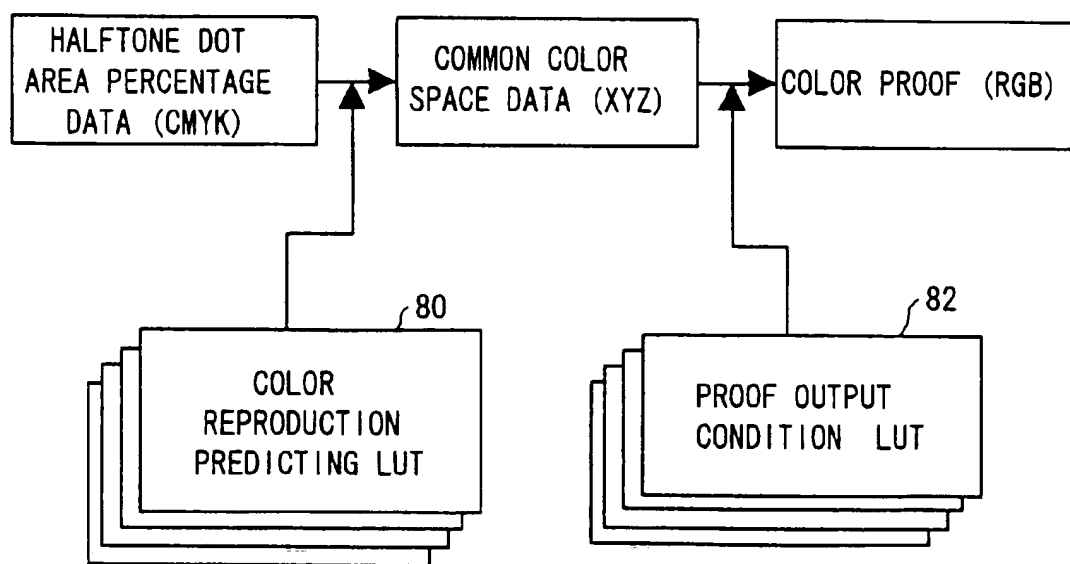 HALFTONE DOT
AREA PERCENTAGE
DATA (CMYK)
COMMON COLOR
SPACE DATA (XYZ)
COLOR PROOF (RGB)
80
COLOR
REPRODUCTION
PREDICTING LUT
82
PROOF OUTPUT
CONDITION LUT